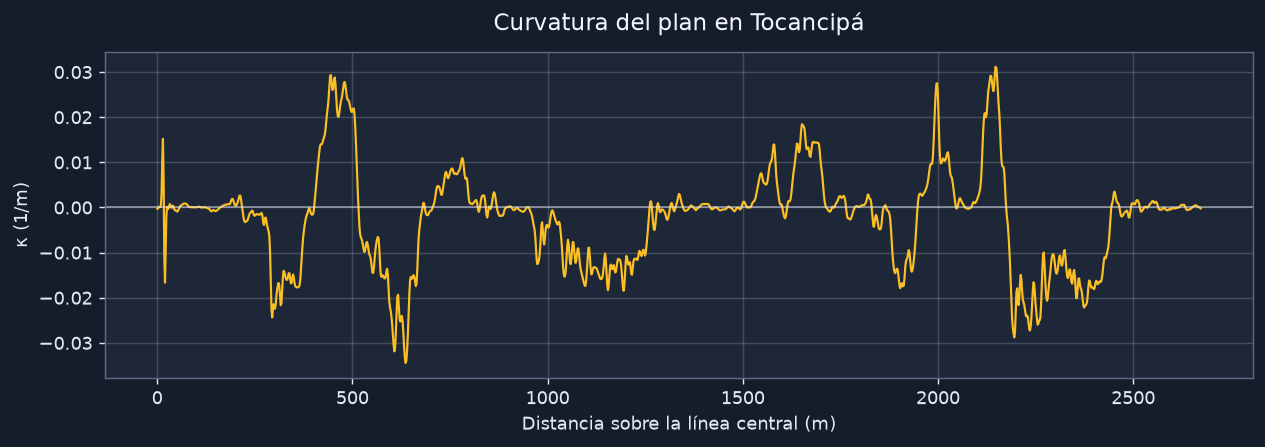 Curvatura del plan en Tocancipá
0.03
0.02
0.01
0.00
−0.01
−0.02
−0.03
κ (1/m)
0 500 1000 1500 2000 2500
Distancia sobre la línea central (m)